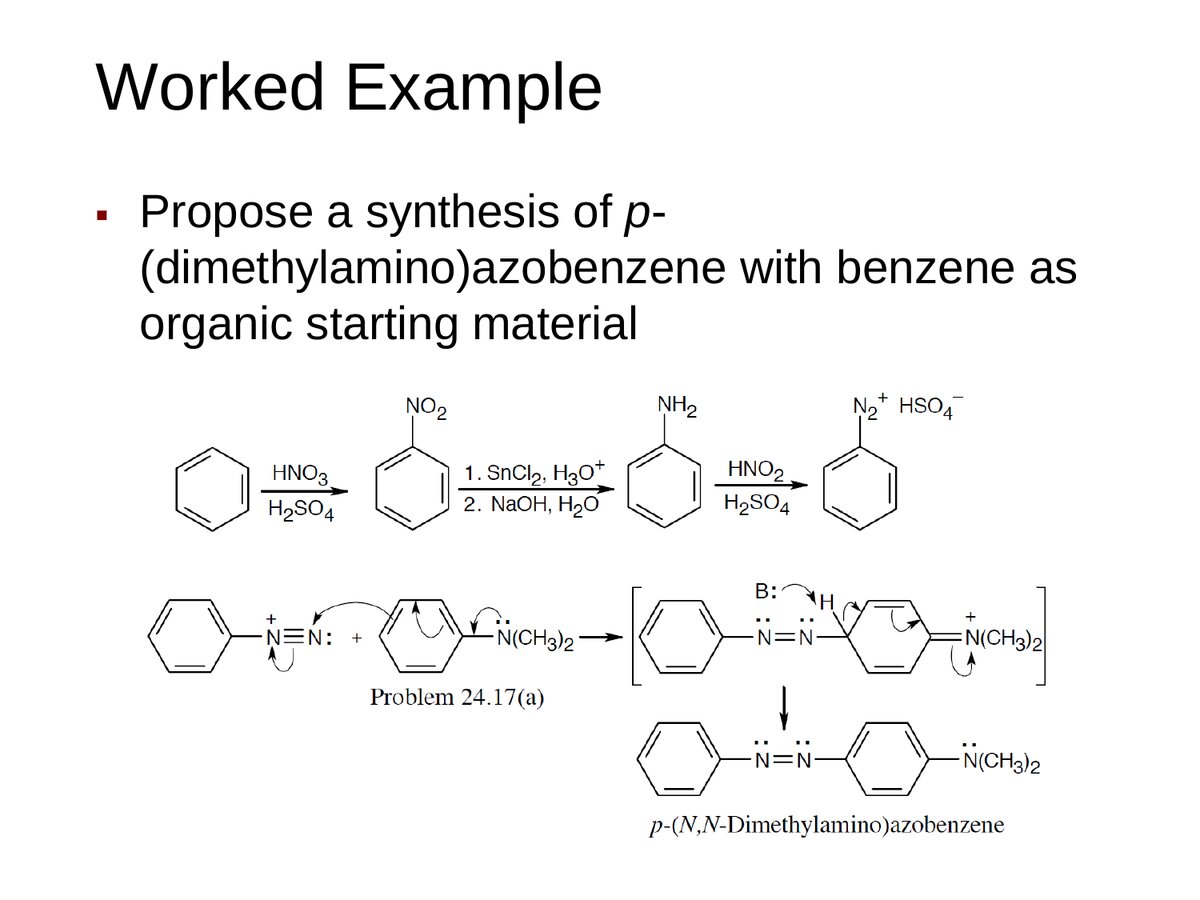 Worked Example
▪ Propose a synthesis of p-
(dimethylamino)azobenzene with benzene as
organic starting material
NO₂ NH₂ N₂⁺ HSO₄⁻
HNO₃ 1. SnCl₂, H₃O⁺ HNO₂
H₂SO₄ 2. NaOH, H₂O H₂SO₄
B: H
+ N≡N: + N(CH₃)₂ N=N + N(CH₃)₂
Problem 24.17(a)
N=N N(CH₃)₂
p-(N,N-Dimethylamino)azobenzene